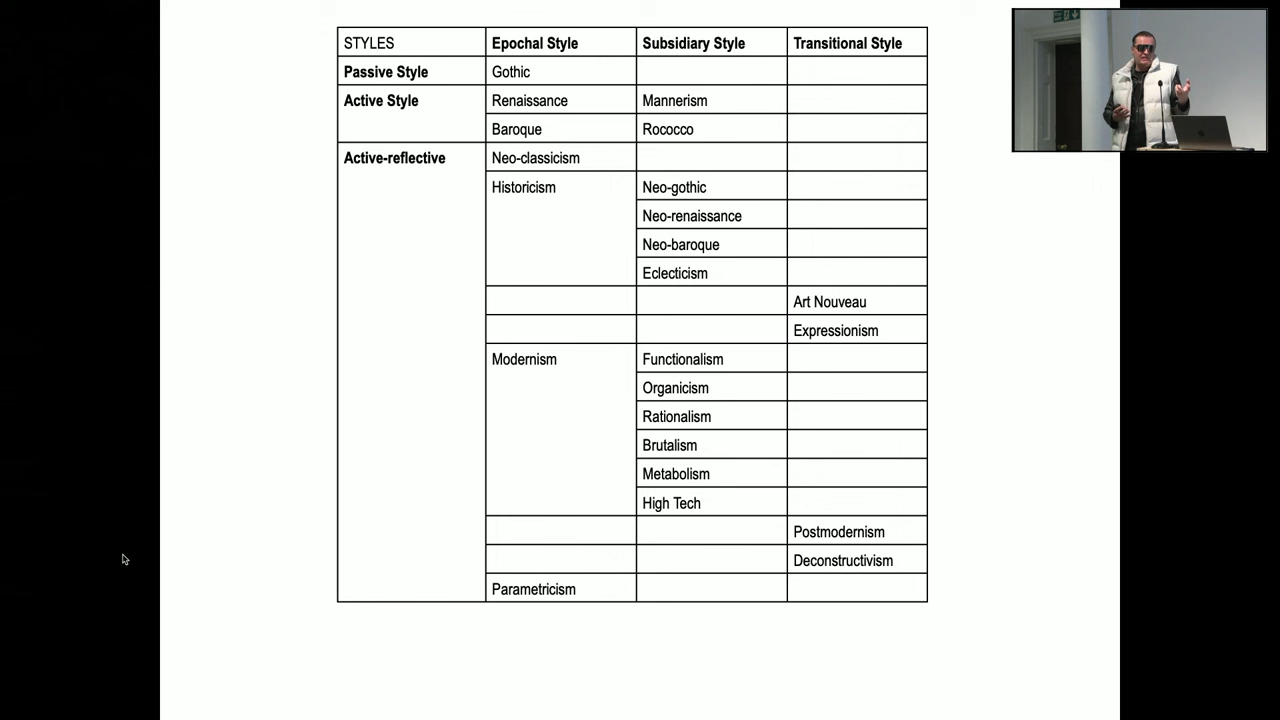 STYLES Epochal Style Subsidiary Style Transitional Style
Passive Style Gothic
Active Style Renaissance Mannerism
Baroque Rococco
Active-reflective Neo-classicism
Historicism Neo-gothic
Neo-renaissance
Neo-baroque
Eclecticism
Art Nouveau
Expressionism
Modernism Functionalism
Organicism
Rationalism
Brutalism
Metabolism
High Tech
Postmodernism
Deconstructivism
Parametricism